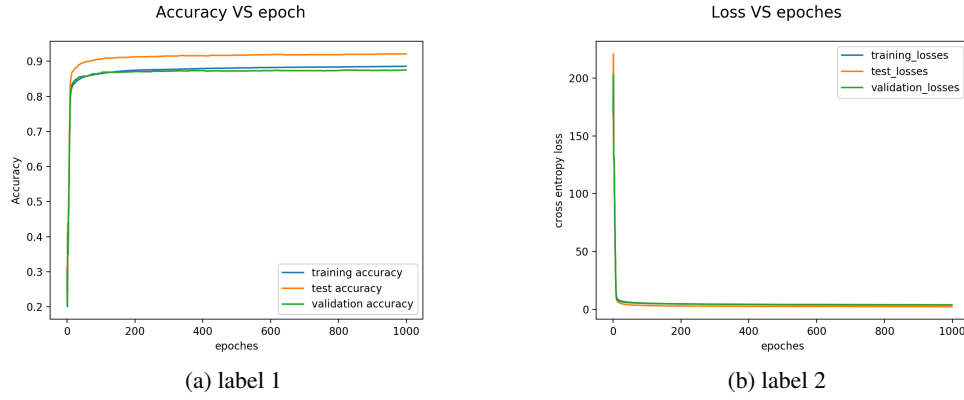 Accuracy VS epoch
0.9
0.8
0.7
0.6
0.5
0.4
0.3
0.2
Accuracy
training accuracy
test accuracy
validation accuracy
0 200 400 600 800 1000
epoches
(a) label 1
Loss VS epoches
200
150
100
50
0
cross entropy loss
training_losses
test_losses
validation_losses
0 200 400 600 800 1000
epoches
(b) label 2